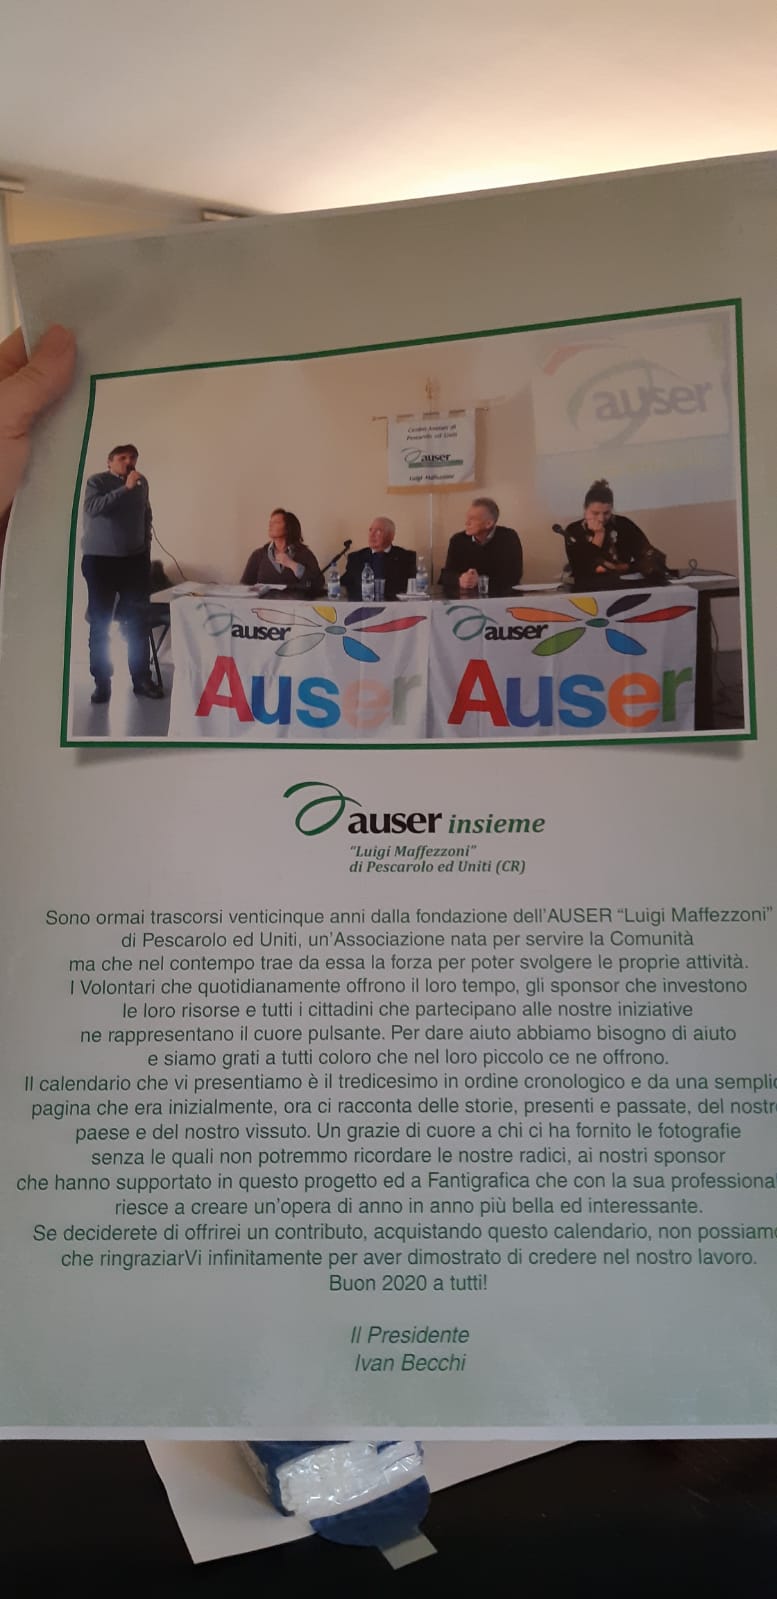 auser
Centro Anziani di
Pescarolo ed Uniti
auser
Luigi Maffezzoni
auser
auser
Auser
Auser
auser insieme
"Luigi Maffezzoni"
di Pescarolo ed Uniti (CR)
Sono ormai trascorsi venticinque anni dalla fondazione dell'AUSER “Luigi Maffezzoni”
di Pescarolo ed Uniti, un'Associazione nata per servire la Comunità
ma che nel contempo trae da essa la forza per poter svolgere le proprie attività.
I Volontari che quotidianamente offrono il loro tempo, gli sponsor che investono
le loro risorse e tutti i cittadini che partecipano alle nostre iniziative
ne rappresentano il cuore pulsante. Per dare aiuto abbiamo bisogno di aiuto
e siamo grati a tutti coloro che nel loro piccolo ce ne offrono.
Il calendario che vi presentiamo è il tredicesimo in ordine cronologico e da una semplic
pagina che era inizialmente, ora ci racconta delle storie, presenti e passate, del nostr
paese e del nostro vissuto. Un grazie di cuore a chi ci ha fornito le fotografie
senza le quali non potremmo ricordare le nostre radici, ai nostri sponsor
che hanno supportato in questo progetto ed a Fantigrafica che con la sua professiona
riesce a creare un'opera di anno in anno più bella ed interessante.
Se deciderete di offrirei un contributo, acquistando questo calendario, non possiam
che ringraziarVi infinitamente per aver dimostrato di credere nel nostro lavoro.
Buon 2020 a tutti!
Il Presidente
Ivan Becchi